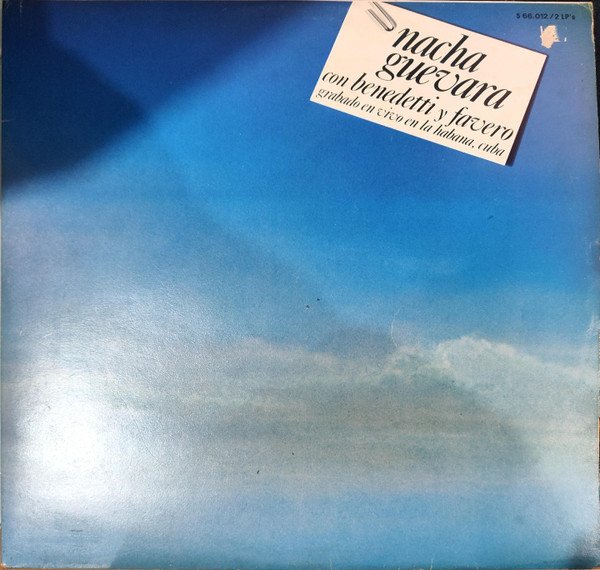 S 66.012 / 2 LP's
nacha
guevara
con benedetti y favero
grabado en vivo en la habana, cuba